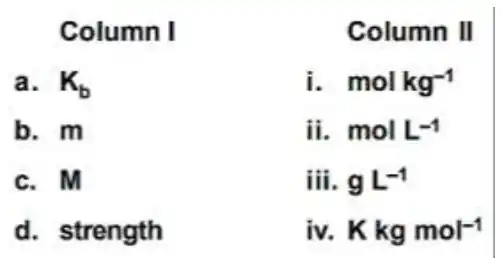 Column I Column II
a. K_b i. mol kg⁻¹
b. m ii. mol L⁻¹
c. M iii. g L⁻¹
d. strength iv. K kg mol⁻¹